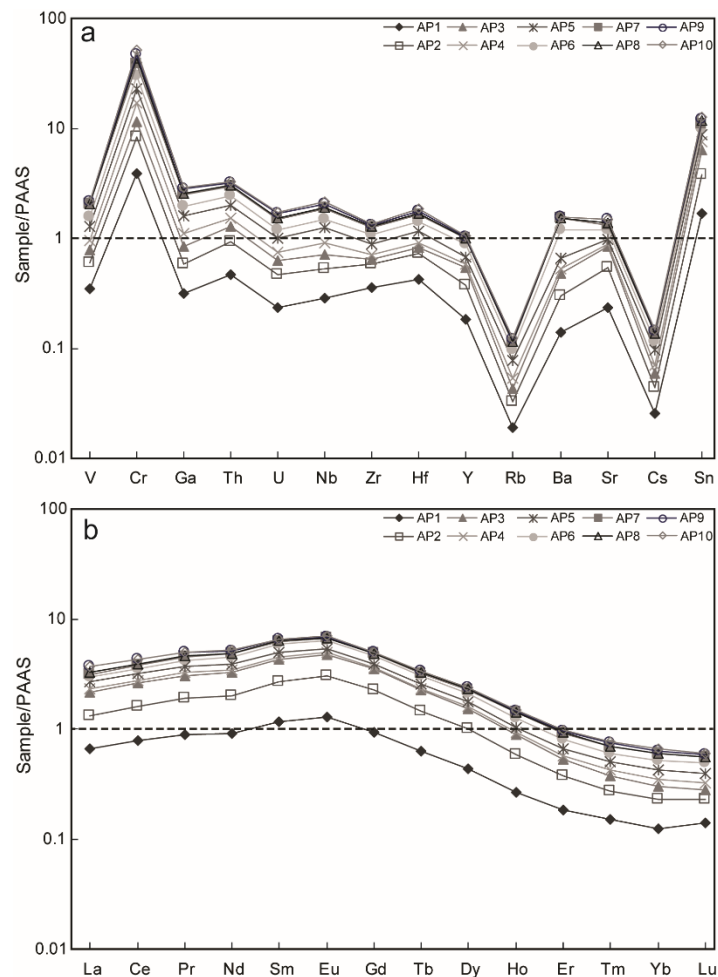 a
AP1 AP3 AP5 AP7 AP9
AP2 AP4 AP6 AP8 AP10
Sample/PAAS
100
10
1
0.1
0.01
V Cr Ga Th U Nb Zr Hf Y Rb Ba Sr Cs Sn
b
AP1 AP3 AP5 AP7 AP9
AP2 AP4 AP6 AP8 AP10
Sample/PAAS
100
10
1
0.1
0.01
La Ce Pr Nd Sm Eu Gd Tb Dy Ho Er Tm Yb Lu